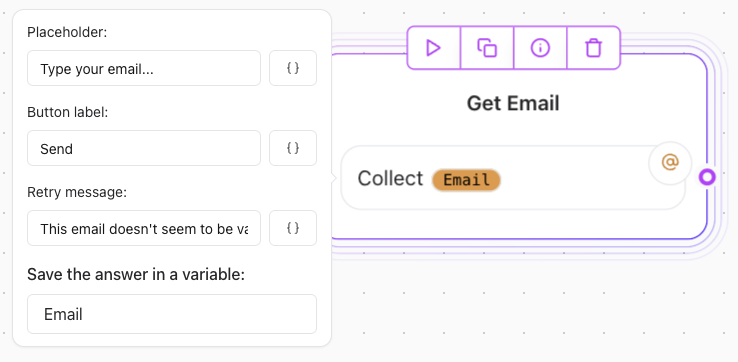 Placeholder:
Type your email...
{ }
Button label:
Send
{ }
Retry message:
This email doesn't seem to be va
{ }
Save the answer in a variable:
Email
Get Email
Collect Email
@